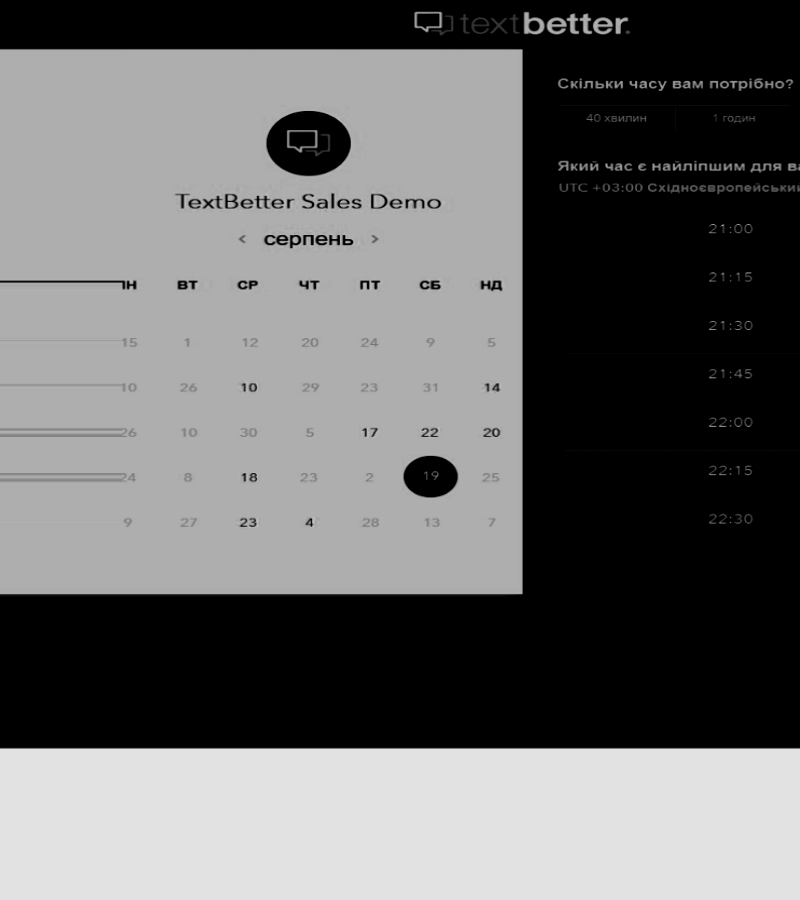 textbetter.
TextBetter Sales Demo
< серпень >
ПН ВТ СР ЧТ ПТ СБ НД
15 1 12 20 24 9 5
10 26 10 29 23 31 14
26 10 30 5 17 22 20
24 8 18 23 2 19 25
9 27 23 4 28 13 7
Скільки часу вам потрібно?
40 хвилин 1 годин
Який час є найліпшим для
UTC +03:00 Східноєвропейськи
21:00
21:15
21:30
21:45
22:00
22:15
22:30